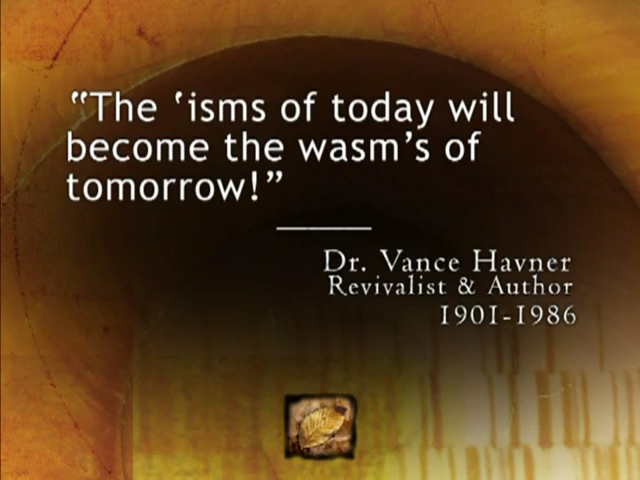 “The ‘isms of today will
become the wasm’s of
tomorrow!”
Dr. Vance Havner
Revivalist & Author
1901-1986